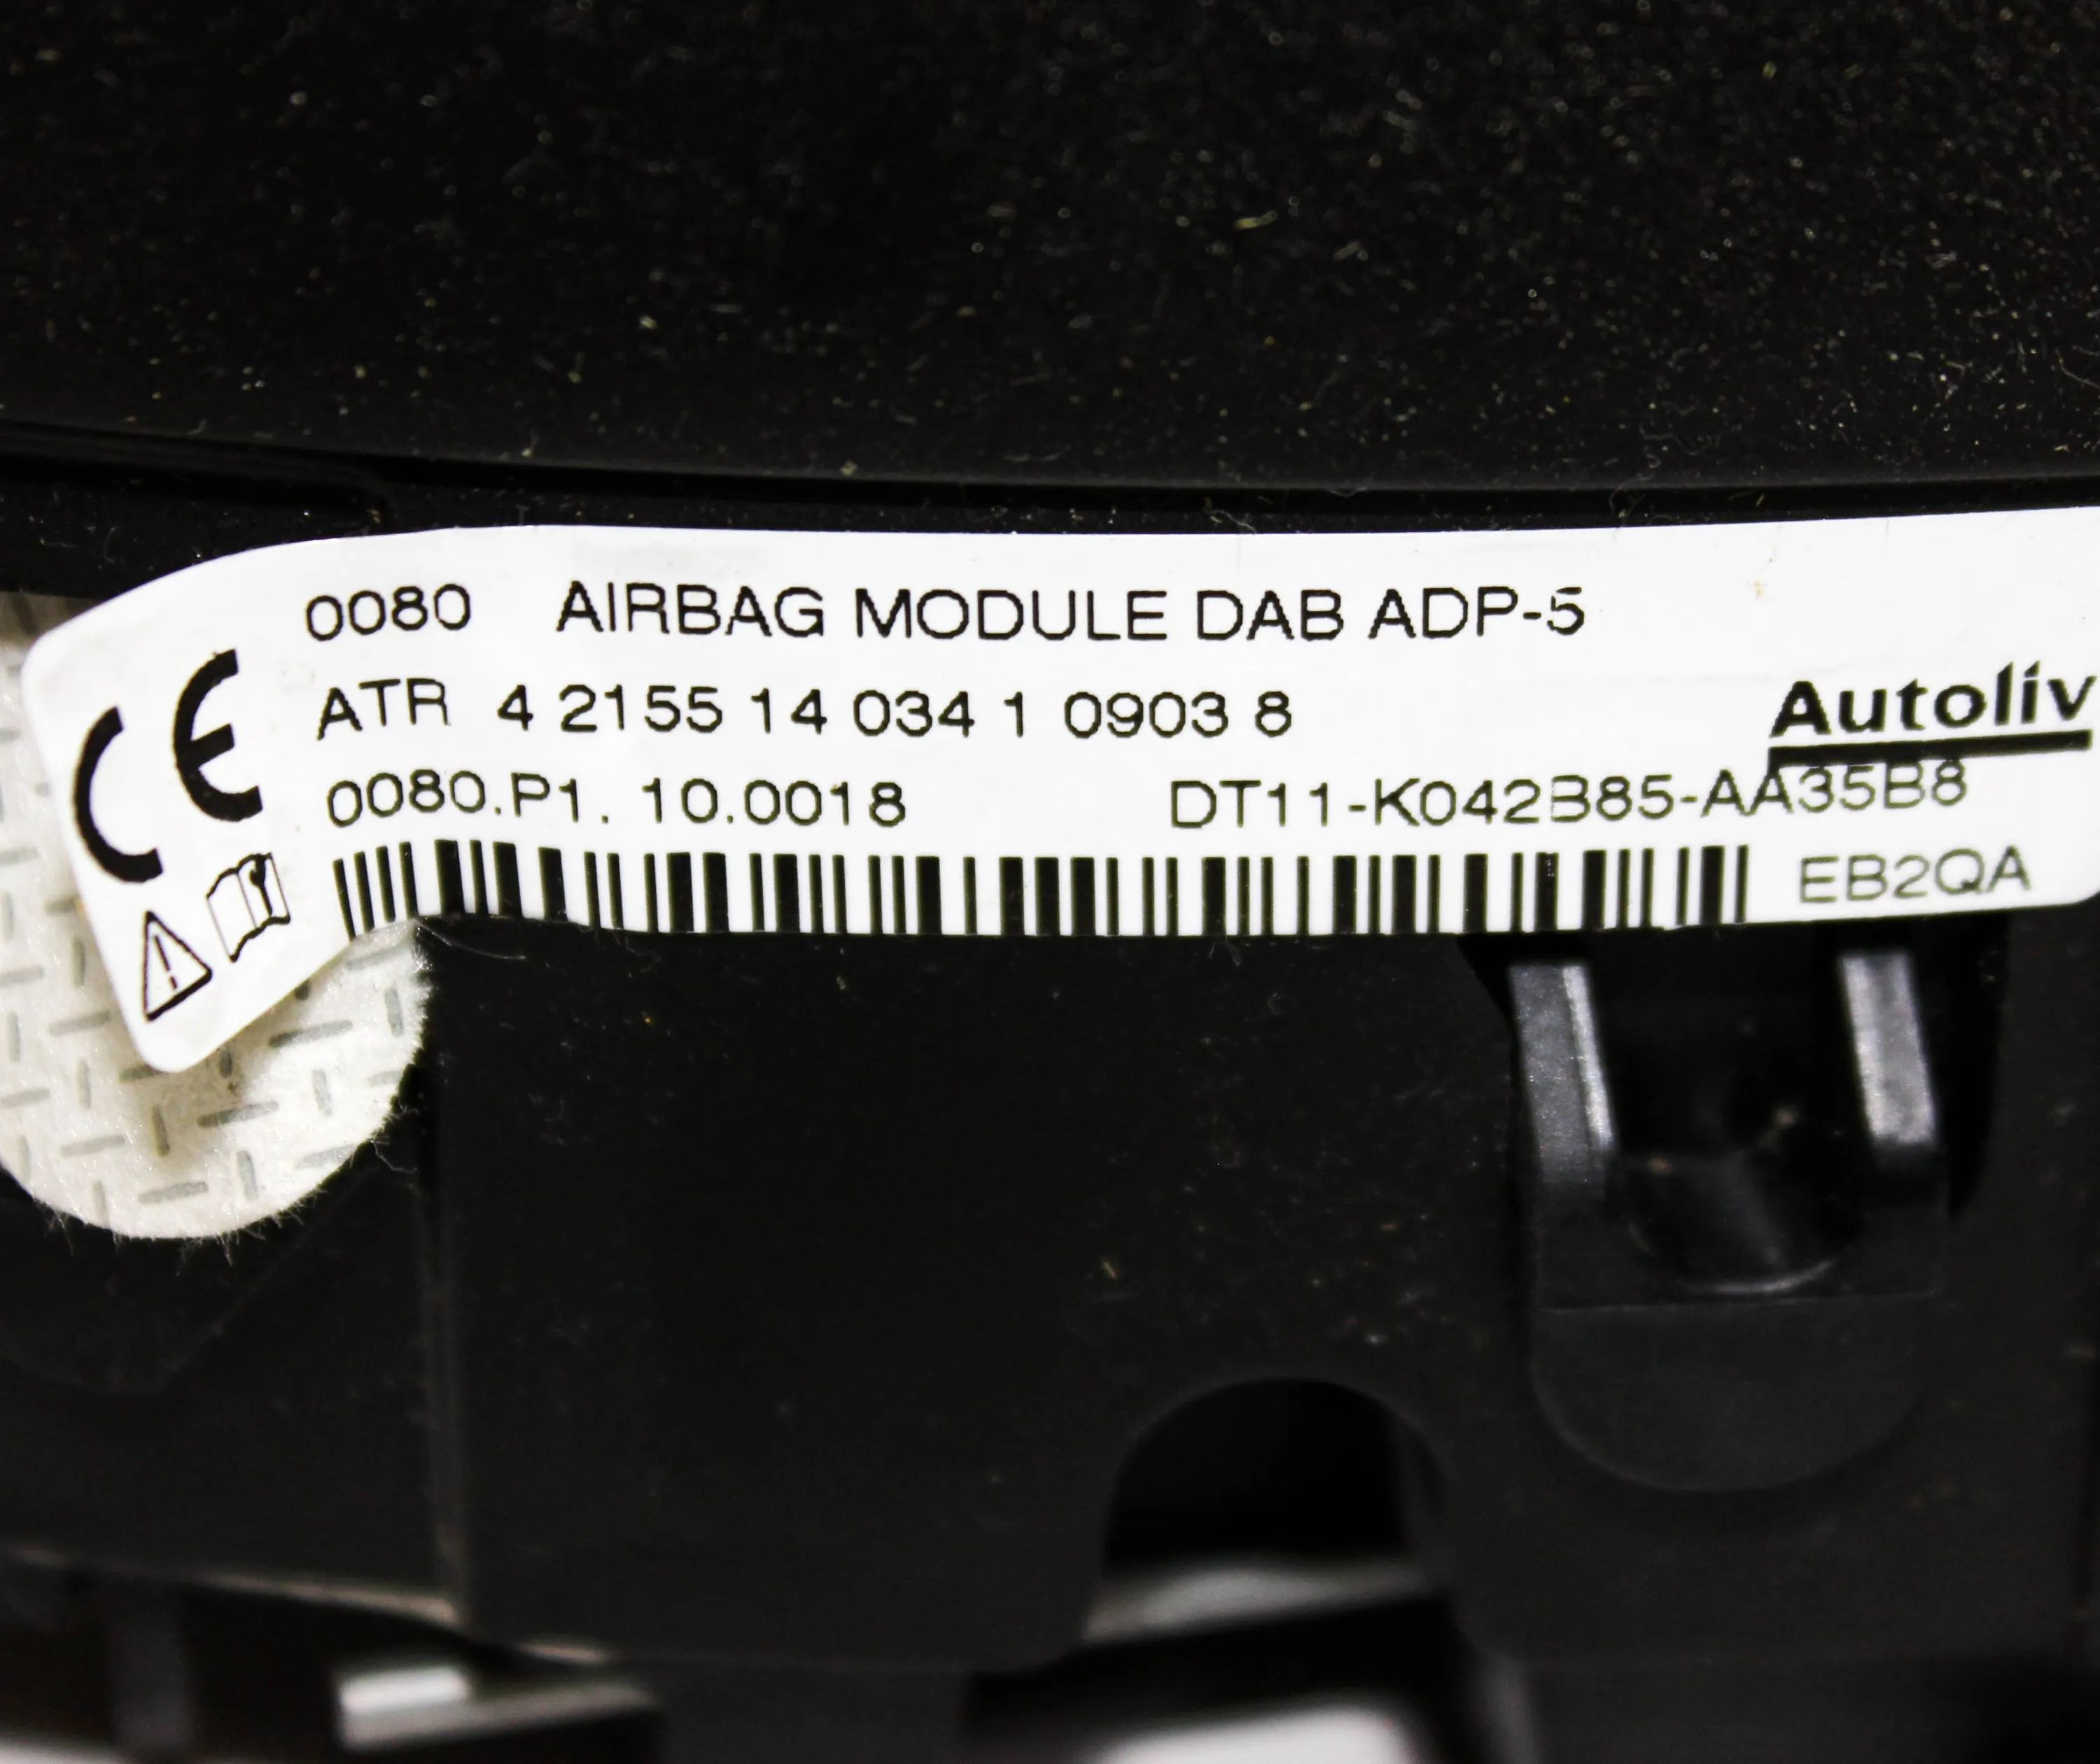 0080 AIRBAG MODULE DAB ADP-5
CE
ATR 4 2155 14 034 1 0903 8
Autoliv
0080.P1. 10.0018 DT11-K042B85-AA35B8
EB2QA